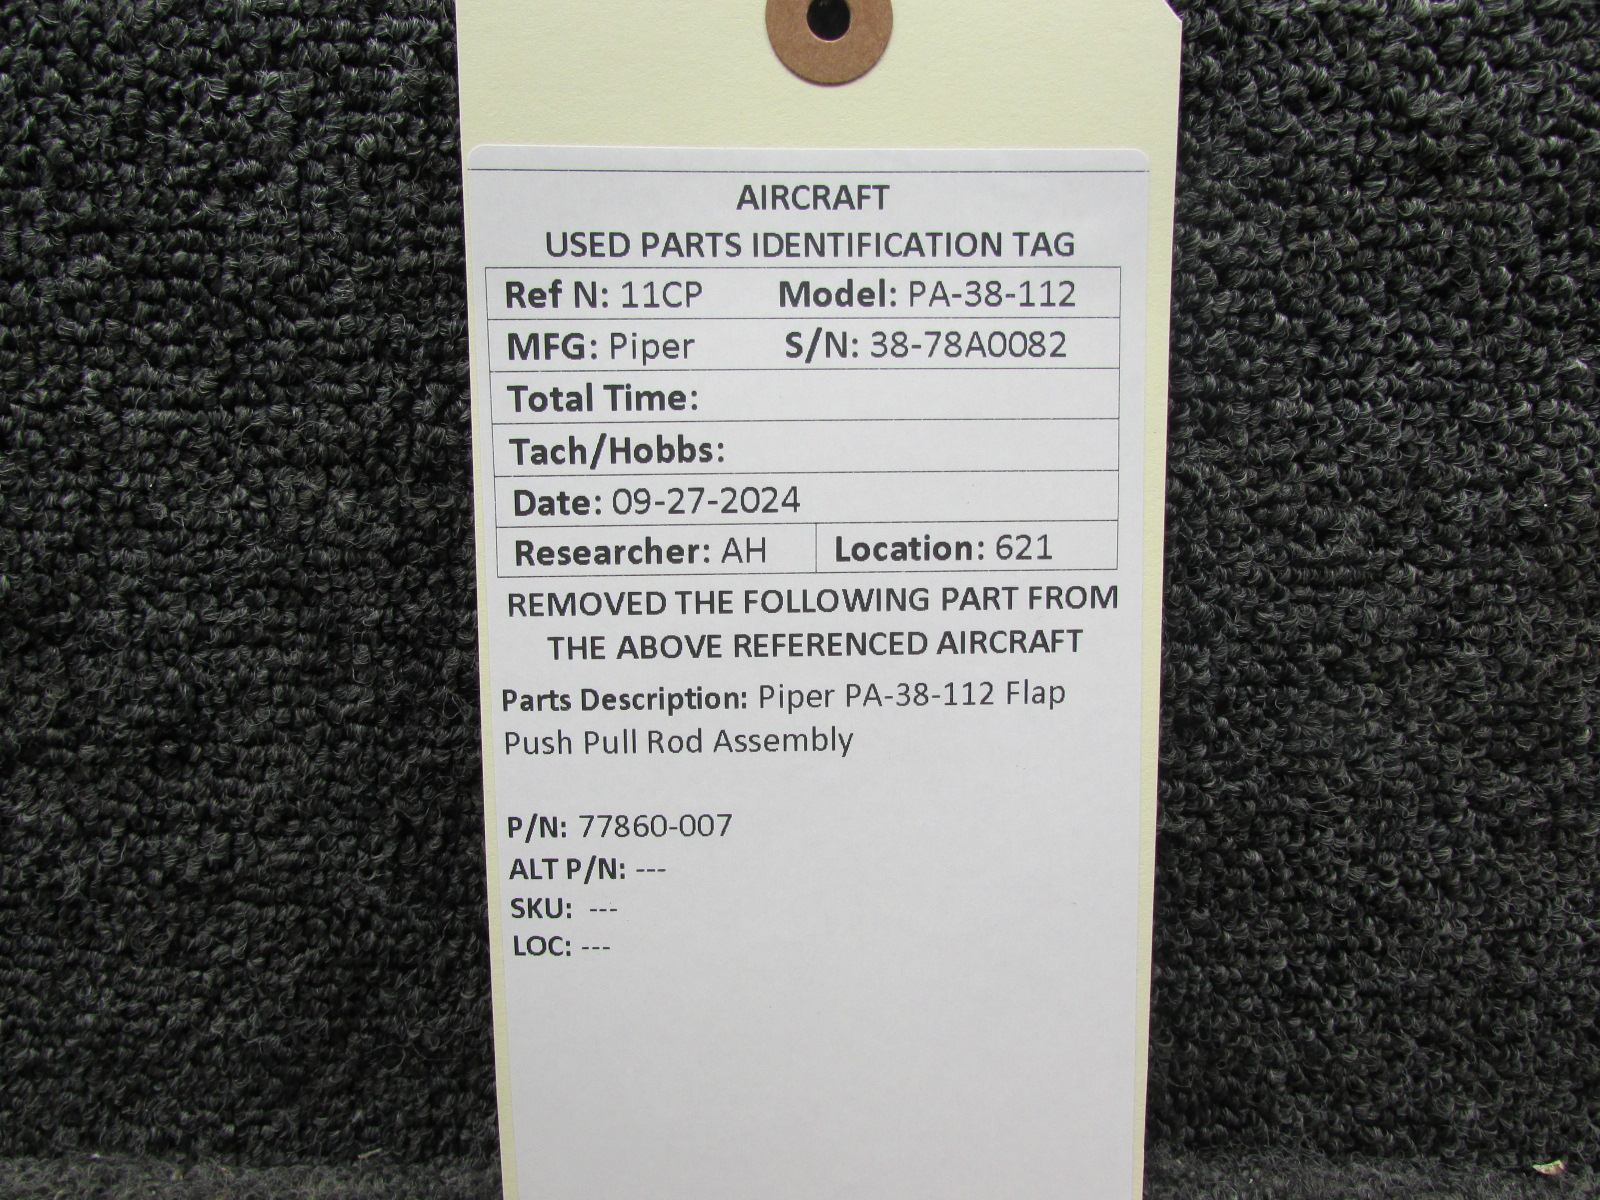 AIRCRAFT
USED PARTS IDENTIFICATION TAG
Ref N: 11CP Model: PA-38-112
MFG: Piper S/N: 38-78A0082
Total Time:
Tach/Hobbs:
Date: 09-27-2024
Researcher: AH Location: 621
REMOVED THE FOLLOWING PART FROM
THE ABOVE REFERENCED AIRCRAFT
Parts Description: Piper PA-38-112 Flap
Push Pull Rod Assembly
P/N: 77860-007
ALT P/N: ---
SKU: ---
LOC: ---